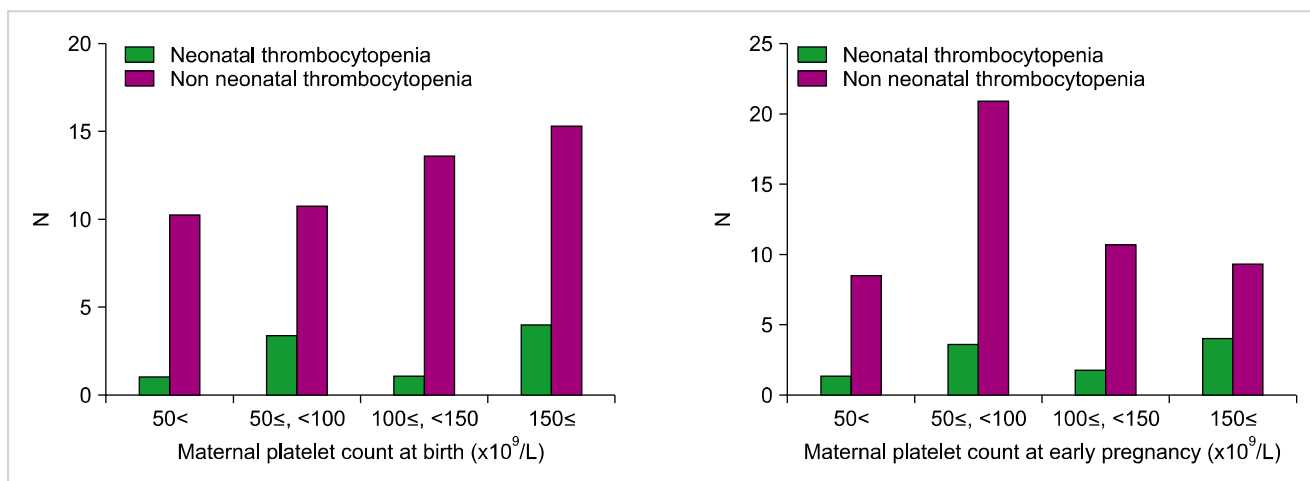 20
15
10
5
0
N
Neonatal thrombocytopenia
Non neonatal thrombocytopenia
50< 50≤, <100 100≤, <150 150≤
Maternal platelet count at birth (x10⁹/L)
25
20
15
10
5
0
N
Neonatal thrombocytopenia
Non neonatal thrombocytopenia
50< 50≤, <100 100≤, <150 150≤
Maternal platelet count at early pregnancy (x10⁹/L)